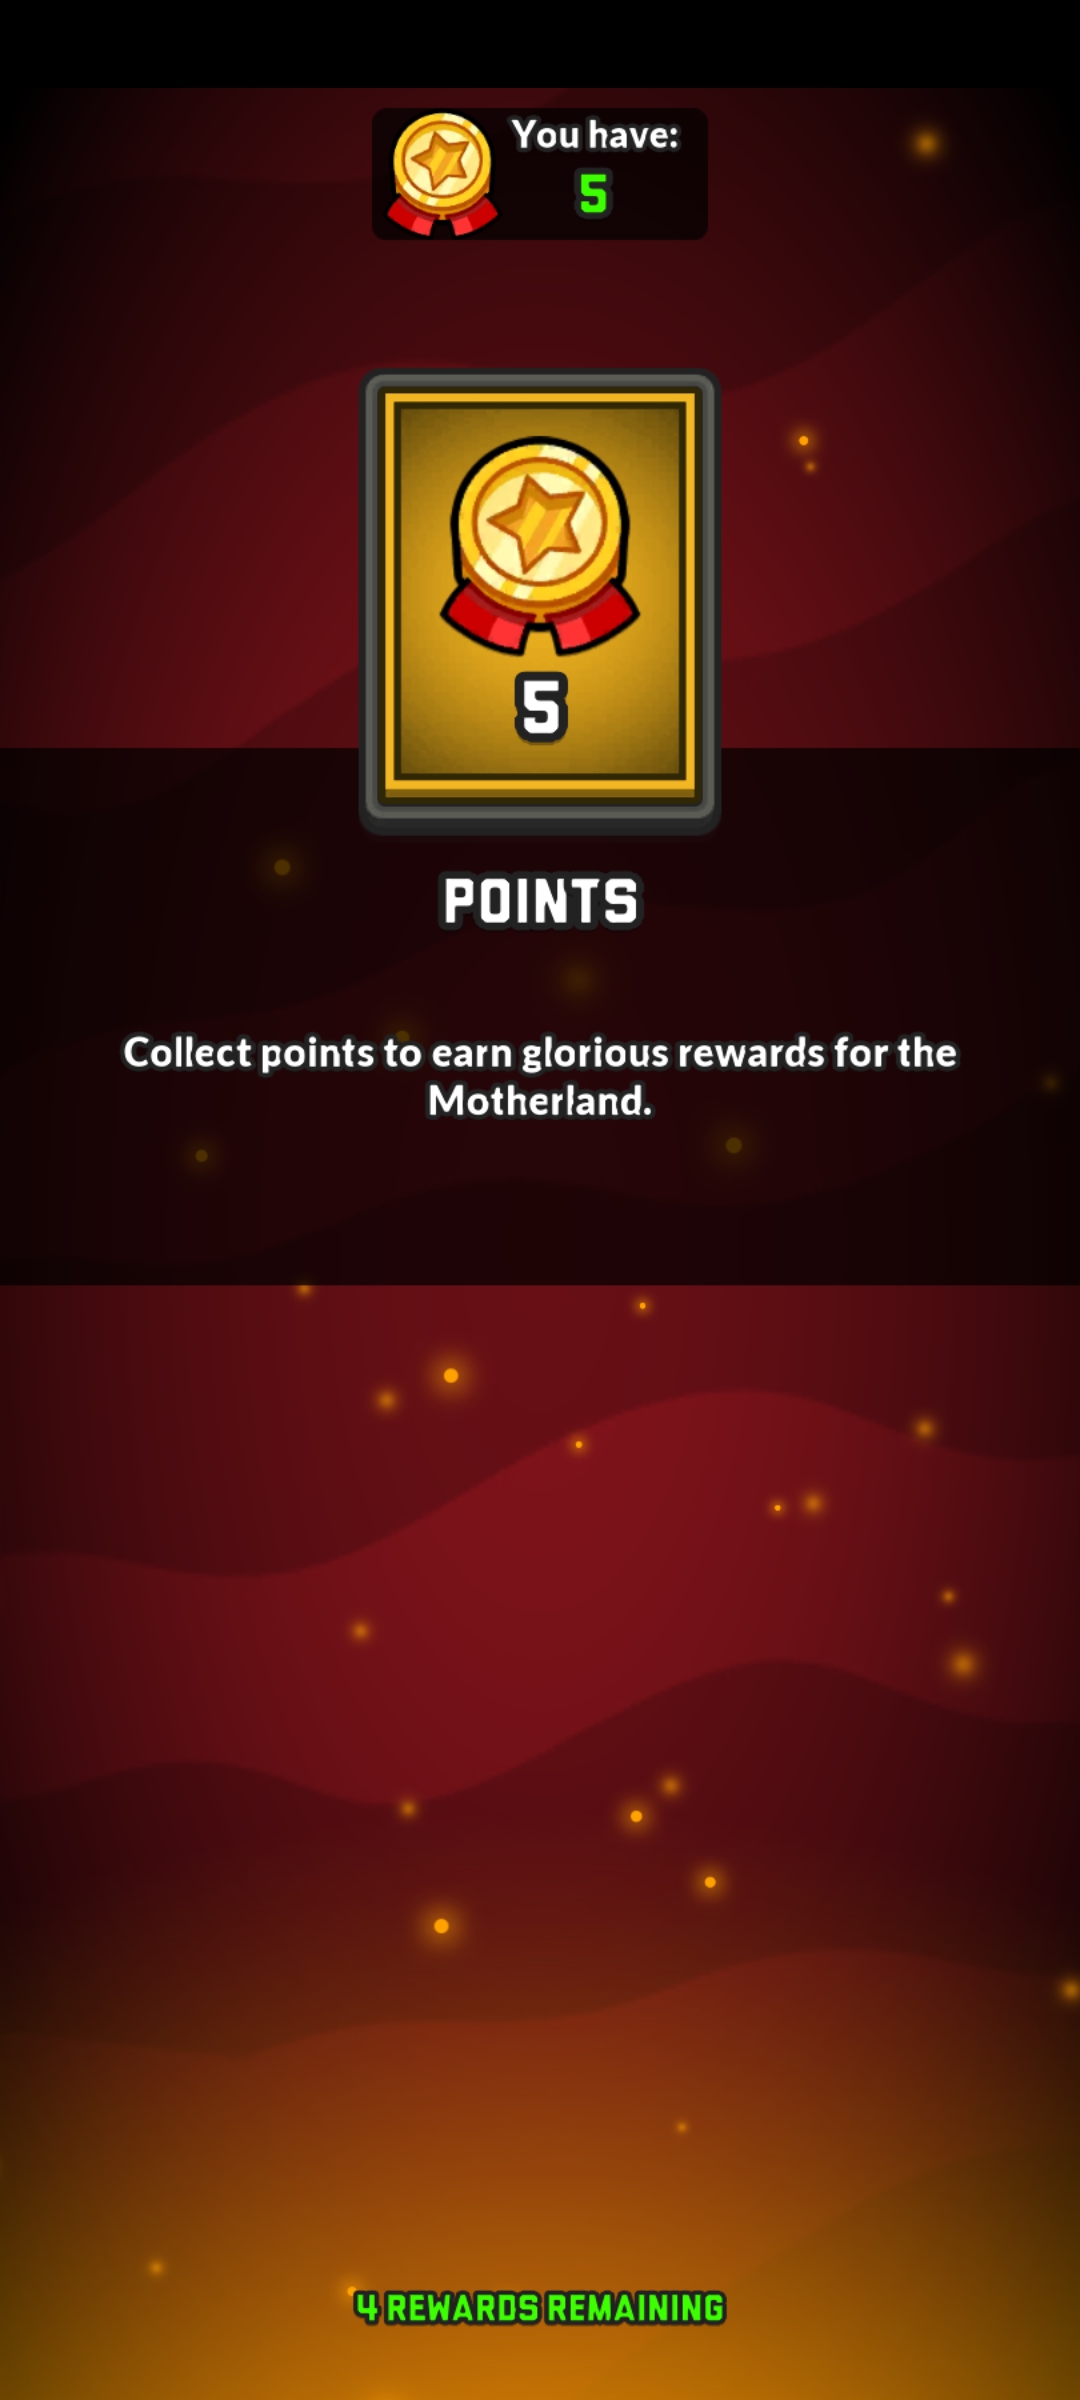 You have:
5
5
POINTS
Collect points to earn glorious rewards for the
Motherland.
4 REWARDS REMAINING